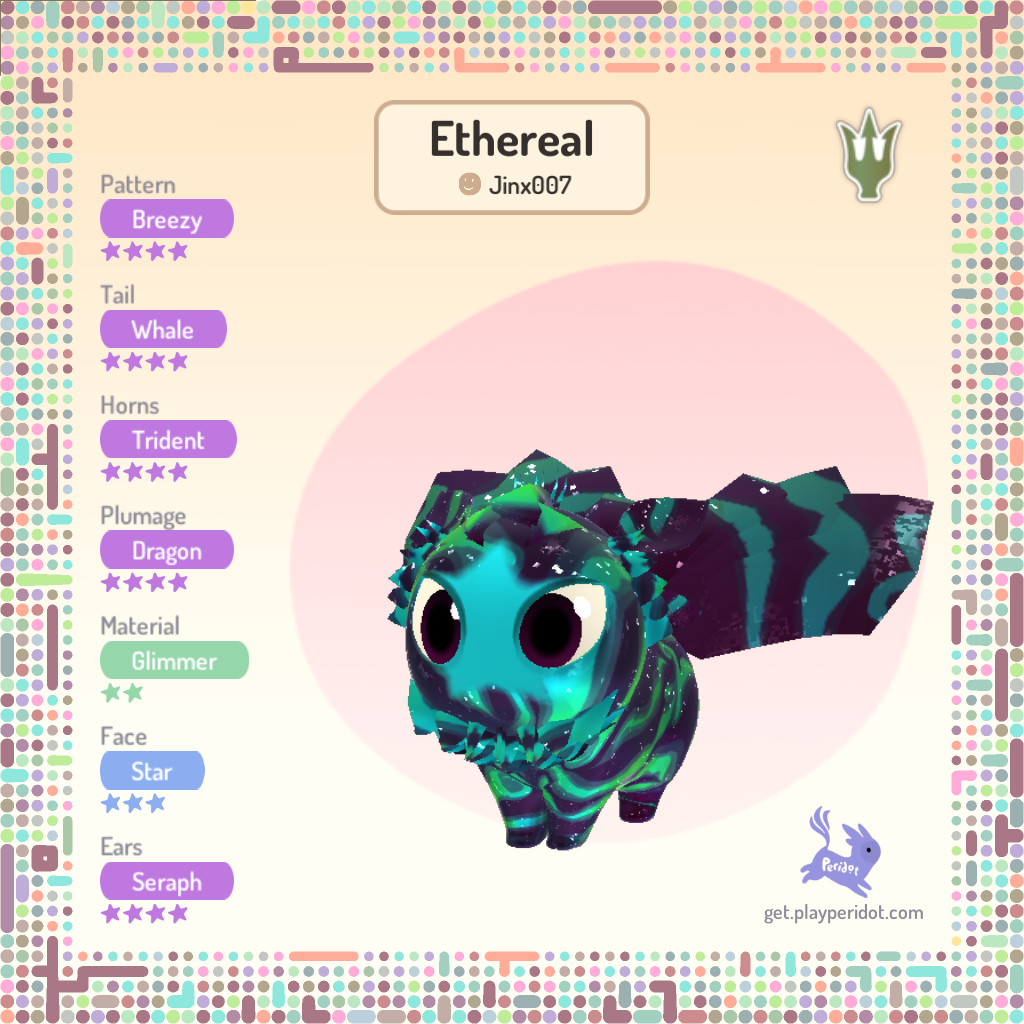 Ethereal
Jinx007
Pattern
Breezy
Tail
Whale
Horns
Trident
Plumage
Dragon
Material
Glimmer
Face
Star
Ears
Seraph
Peridot
get.playperidot.com